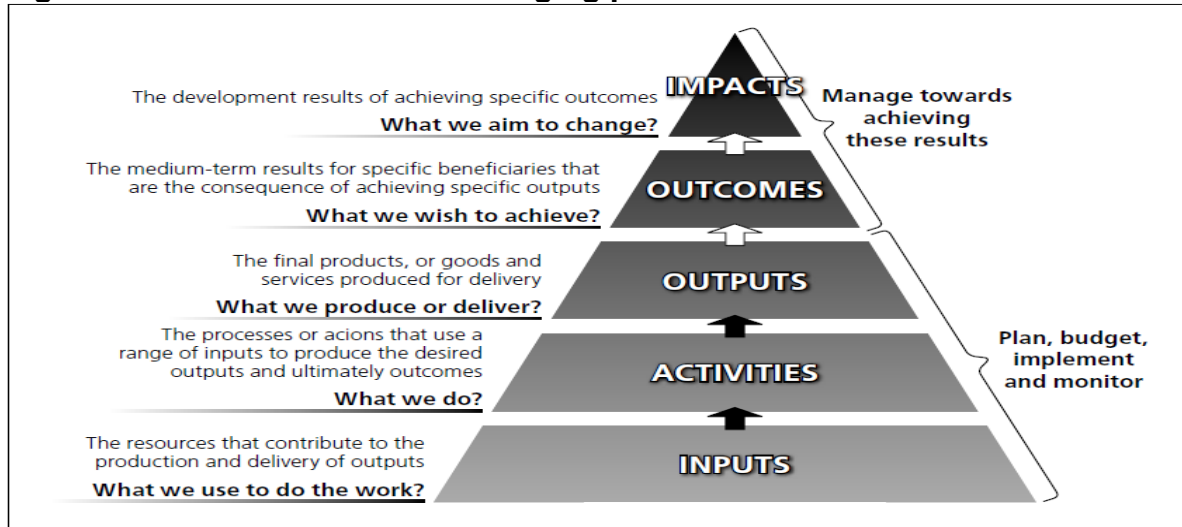 The development results of achieving specific outcomes
What we aim to change?
IMPACTS
Manage towards
achieving
these results
The medium-term results for specific beneficiaries that
are the consequence of achieving specific outputs
What we wish to achieve?
OUTCOMES
The final products, or goods and
services produced for delivery
What we produce or deliver?
OUTPUTS
The processes or acions that use a
range of inputs to produce the desired
outputs and ultimately outcomes
What we do?
ACTIVITIES
Plan, budget,
implement
and monitor
The resources that contribute to the
production and delivery of outputs
What we use to do the work?
INPUTS